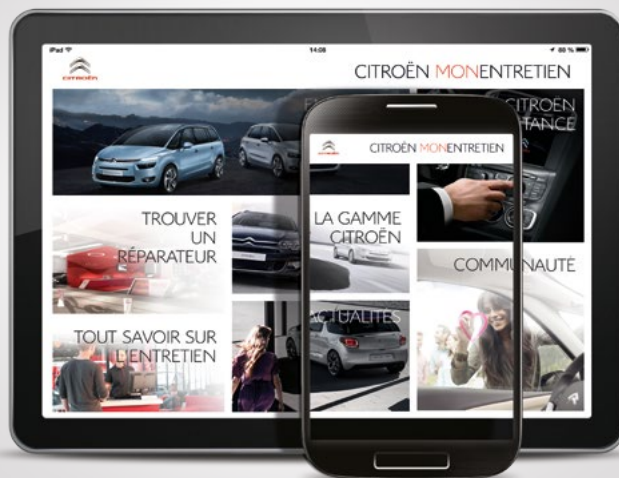 iPad
14:08
80 %
CITROËN
CITROËN MONENTRETIEN
CITROËN
CITROËN MONENTRETIEN
TROUVER
UN
RÉPARATEUR
LA GAMME
CITROËN
COMMUNAUTÉ
TOUT SAVOIR SUR
L'ENTRETIEN
ACTUALITÉS